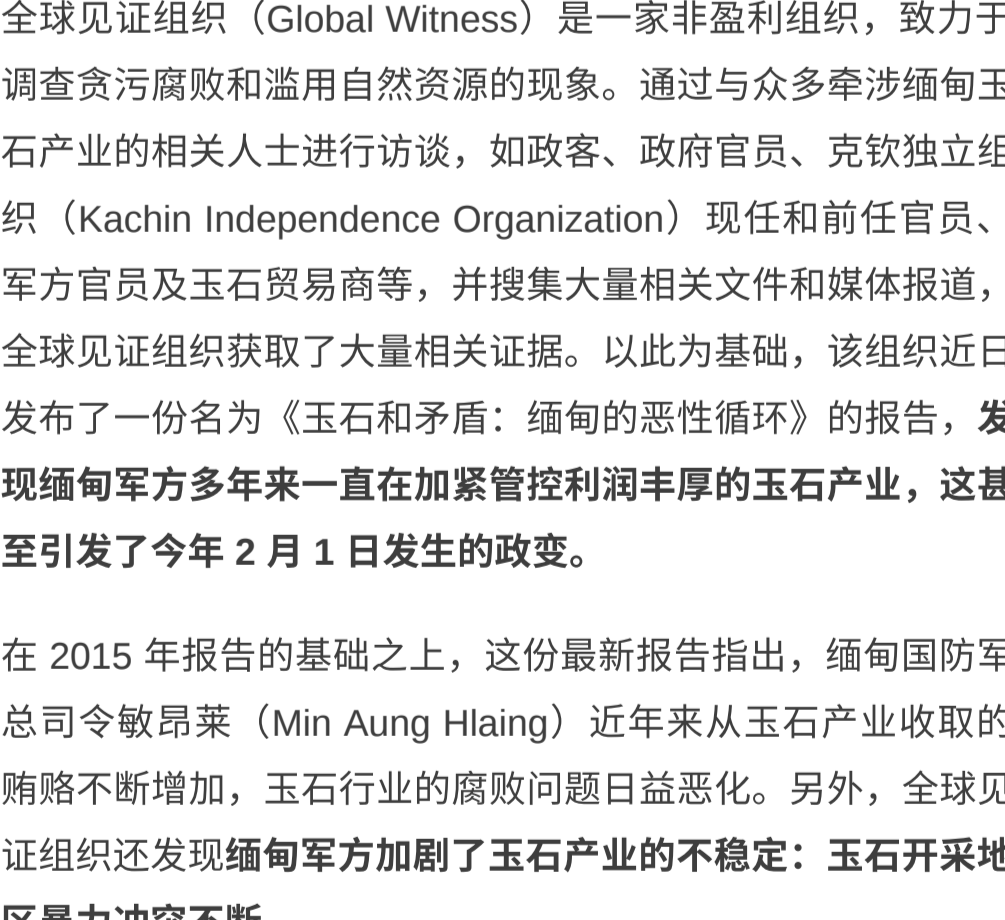 全球见证组织（Global Witness）是一家非盈利组织，致力于
调查贪污腐败和滥用自然资源的现象。通过与众多牵涉缅甸玉
石产业的相关人士进行访谈，如政客、政府官员、克钦独立组
织（Kachin Independence Organization）现任和前任官员、
军方官员及玉石贸易商等，并搜集大量相关文件和媒体报道，
全球见证组织获取了大量相关证据。以此为基础，该组织近日
发布了一份名为《玉石和矛盾：缅甸的恶性循环》的报告，发
现缅甸军方多年来一直在加紧管控利润丰厚的玉石产业，这甚
至引发了今年 2 月 1 日发生的政变。
在 2015 年报告的基础之上，这份最新报告指出，缅甸国防军
总司令敏昂莱（Min Aung Hlaing）近年来从玉石产业收取的
贿赂不断增加，玉石行业的腐败问题日益恶化。另外，全球见
证组织还发现缅甸军方加剧了玉石产业的不稳定：玉石开采地
区暴力冲突不断